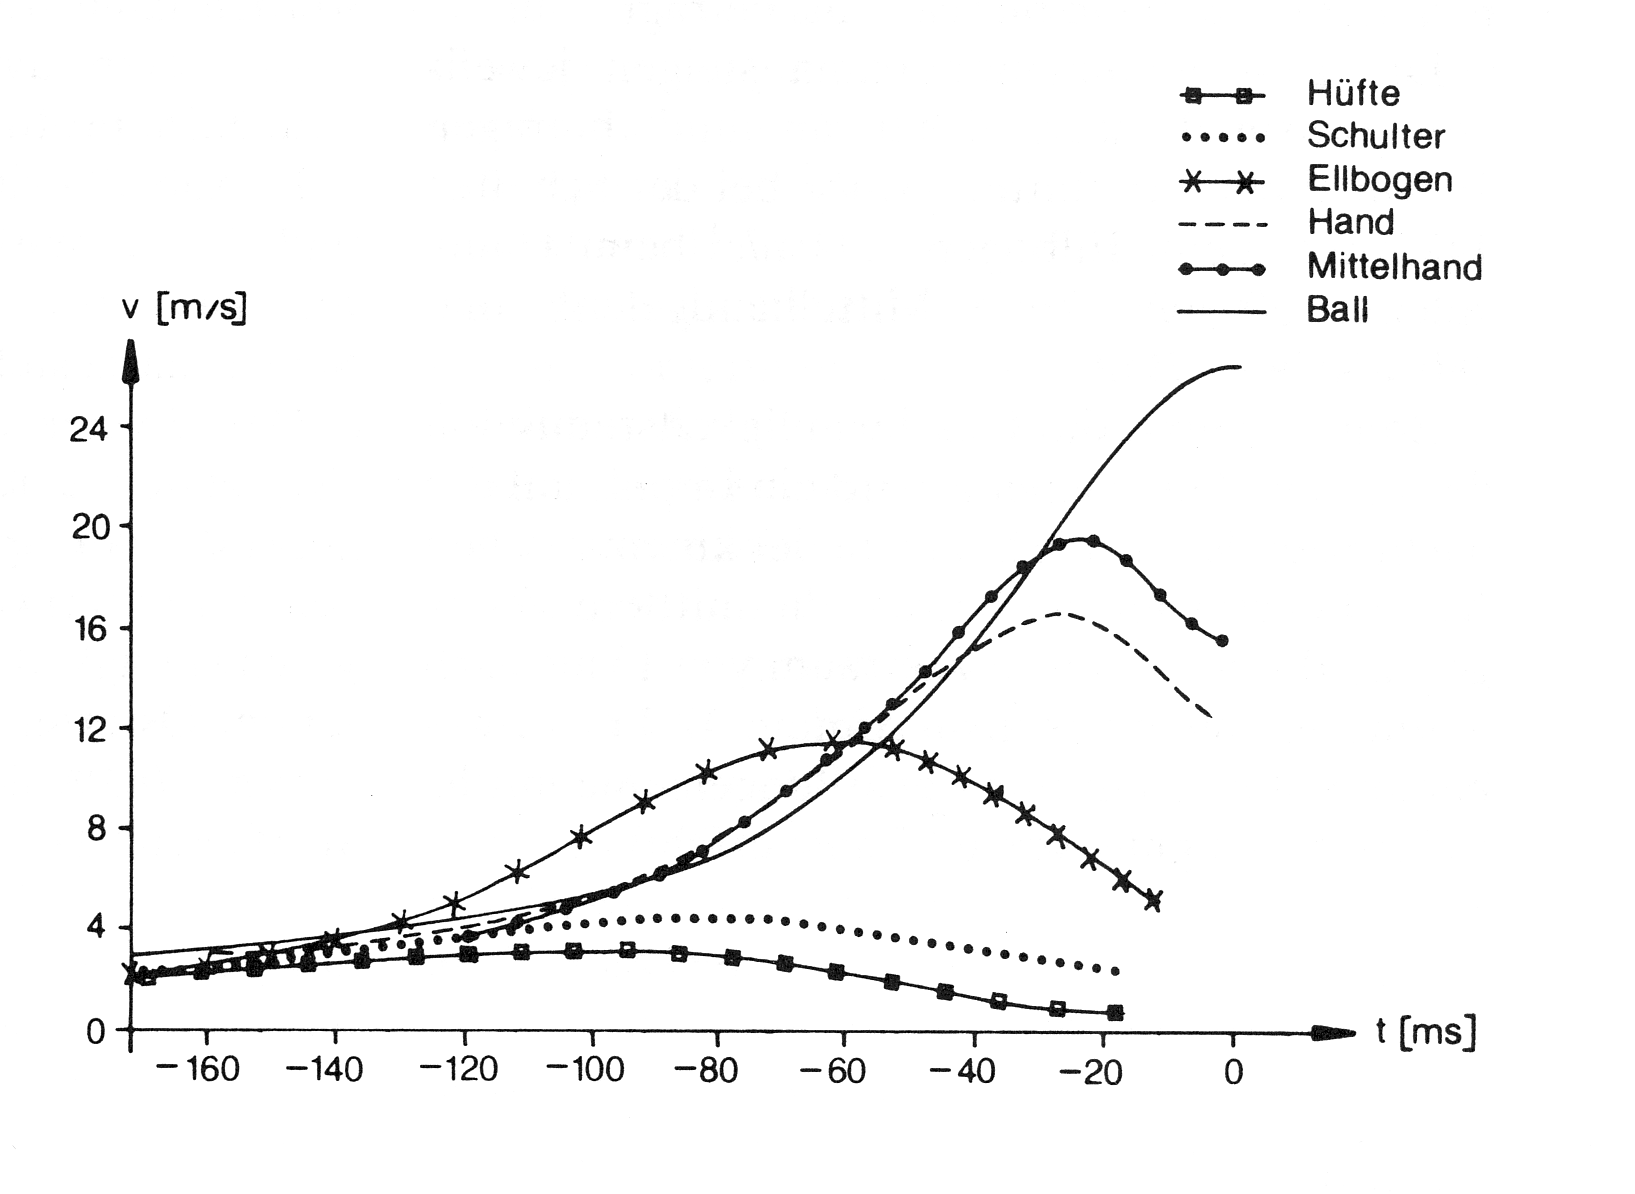 Hüfte
Schulter
Ellbogen
Hand
Mittelhand
Ball
v [m/s]
24
20
16
12
8
4
0
t [ms]
−160 −140 −120 −100 −80 −60 −40 −20 0